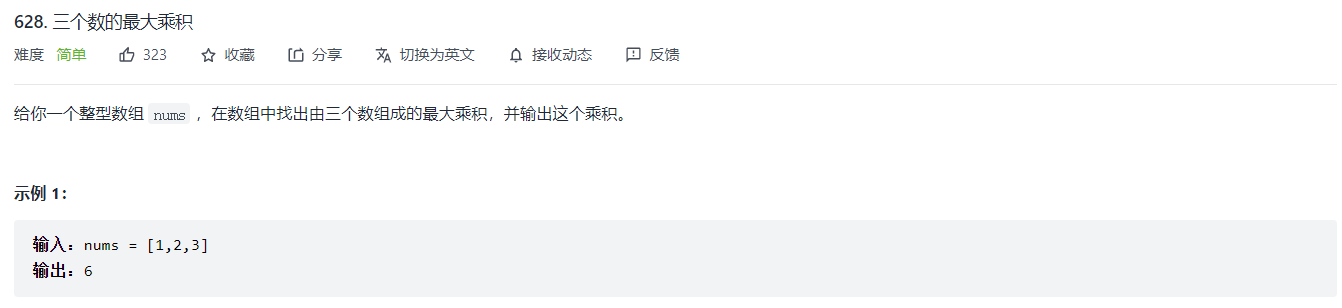 628. 三个数的最大乘积
难度 简单 323 收藏 分享 切换为英文 接收动态 反馈
给你一个整型数组 nums ，在数组中找出由三个数组成的最大乘积，并输出这个乘积。
示例 1：
输入：nums = [1,2,3]
输出：6